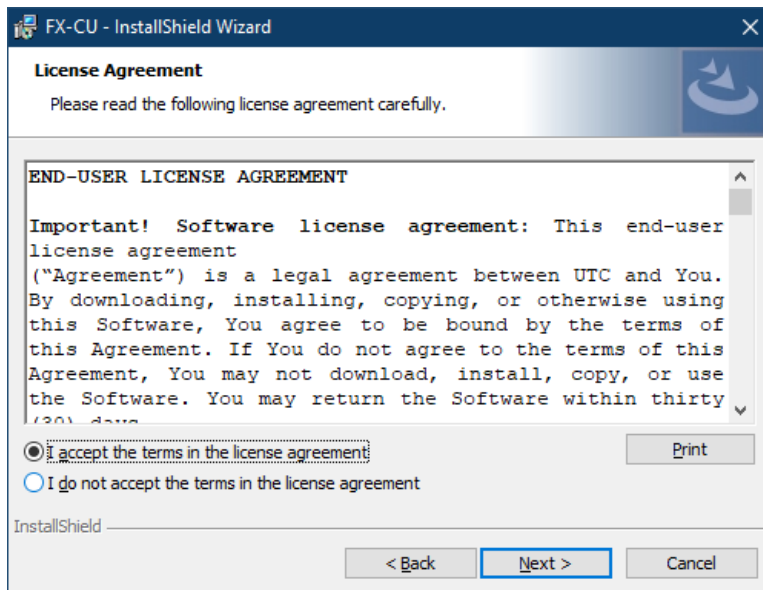 FX-CU - InstallShield Wizard
License Agreement
Please read the following license agreement carefully.
END-USER LICENSE AGREEMENT
Important! Software license agreement: This end-user
license agreement
(“Agreement”) is a legal agreement between UTC and You.
By downloading, installing, copying, or otherwise using
this Software, You agree to be bound by the terms of
this Agreement. If You do not agree to the terms of this
Agreement, You may not download, install, copy, or use
the Software. You may return the Software within thirty
(30) days
I accept the terms in the license agreement
Print
I do not accept the terms in the license agreement
InstallShield
< Back
Next >
Cancel